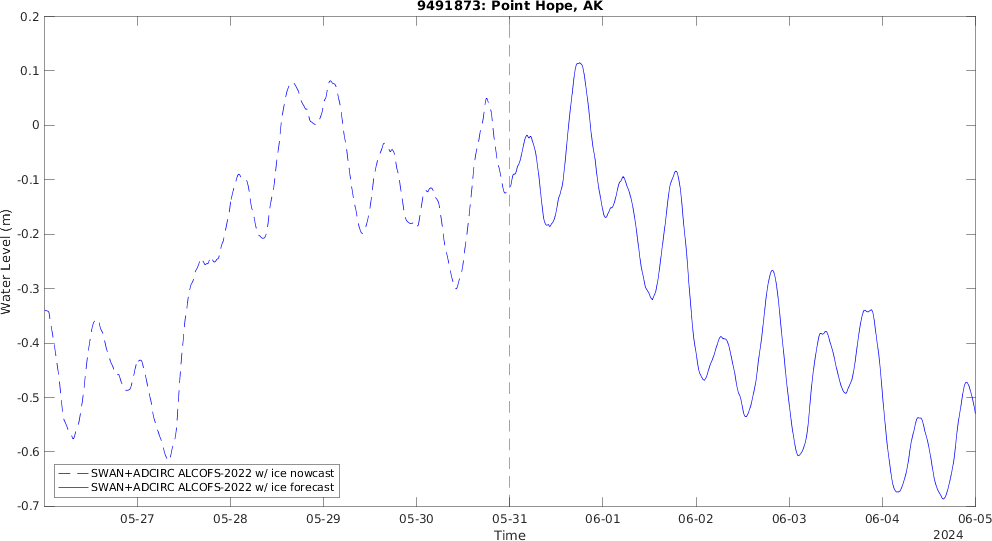 9491873: Point Hope, AK
0.2
0.1
0
-0.1
-0.2
-0.3
-0.4
-0.5
-0.6
-0.7
Water Level (m)
SWAN+ADCIRC ALCOFS-2022 w/ ice nowcast
SWAN+ADCIRC ALCOFS-2022 w/ ice forecast
05-27 05-28 05-29 05-30 05-31 06-01 06-02 06-03 06-04 06-05
Time
2024